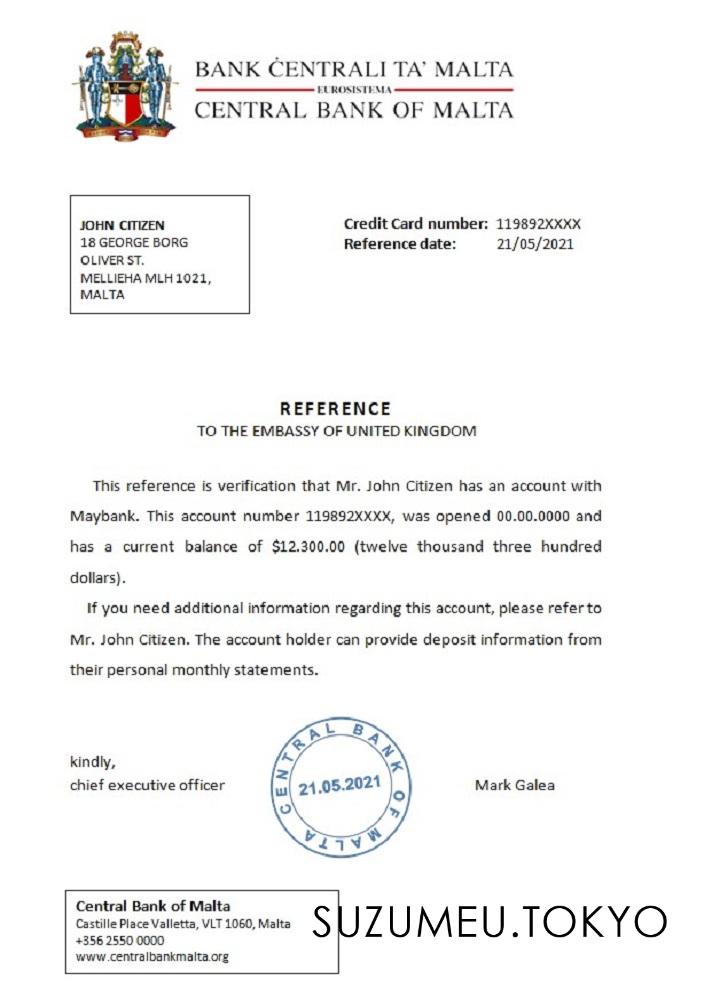 BANK ĊENTRALI TA' MALTA
EUROSISTEMA
CENTRAL BANK OF MALTA
JOHN CITIZEN
18 GEORGE BORG
OLIVER ST.
MELLIEHA MLH 1021,
MALTA
Credit Card number: 119892XXXX
Reference date: 21/05/2021
REFERENCE
TO THE EMBASSY OF UNITED KINGDOM
This reference is verification that Mr. John Citizen has an account with
Maybank. This account number 119892XXXX, was opened 00.00.0000 and
has a current balance of $12.300.00 (twelve thousand three hundred
dollars).
If you need additional information regarding this account, please refer to
Mr. John Citizen. The account holder can provide deposit information from
their personal monthly statements.
kindly,
chief executive officer
CENTRAL BANK OF MALTA
21.05.2021
Mark Galea
Central Bank of Malta
Castille Place Valletta, VLT 1060, Malta
+356 2550 0000
www.centralbankmalta.org
SUZUMEU.TOKYO